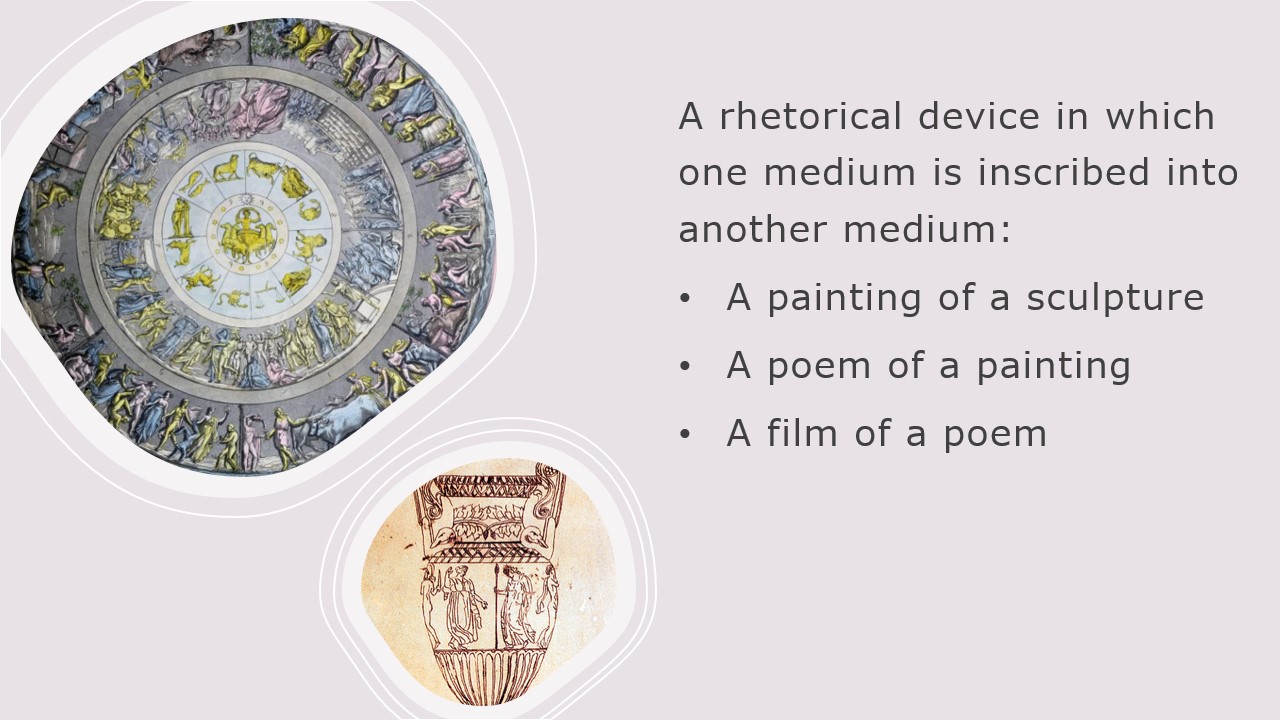 A rhetorical device in which
one medium is inscribed into
another medium:
• A painting of a sculpture
• A poem of a painting
• A film of a poem